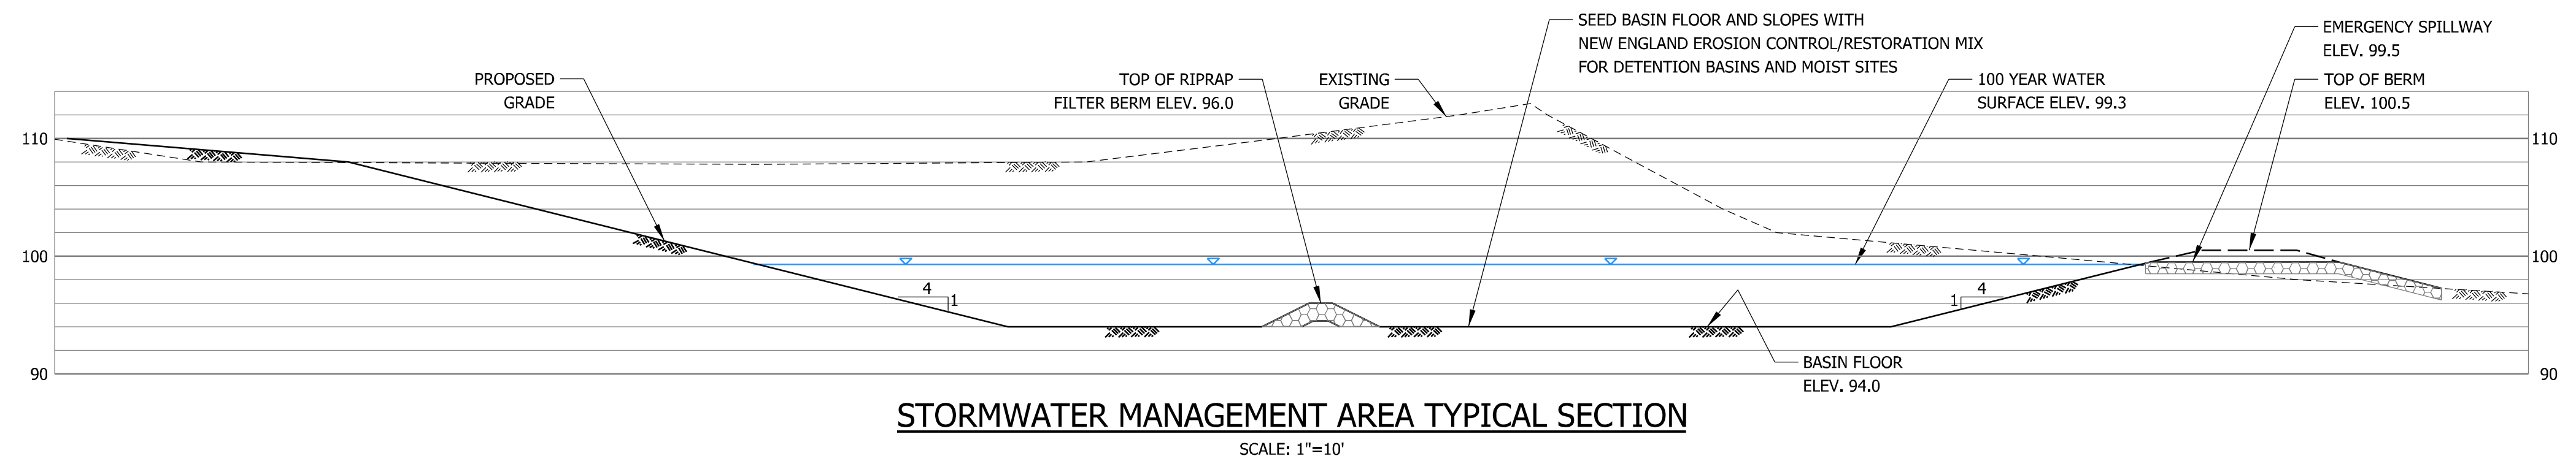 SEED BASIN FLOOR AND SLOPES WITH
NEW ENGLAND EROSION CONTROL/RESTORATION MIX
FOR DETENTION BASINS AND MOIST SITES
EMERGENCY SPILLWAY
ELEV. 99.5
PROPOSED
GRADE
TOP OF RIPRAP
FILTER BERM ELEV. 96.0
EXISTING
GRADE
100 YEAR WATER
SURFACE ELEV. 99.3
TOP OF BERM
ELEV. 100.5
110
110
100
100
4
1
4
1
BASIN FLOOR
ELEV. 94.0
90
90
STORMWATER MANAGEMENT AREA TYPICAL SECTION
SCALE: 1"=10'